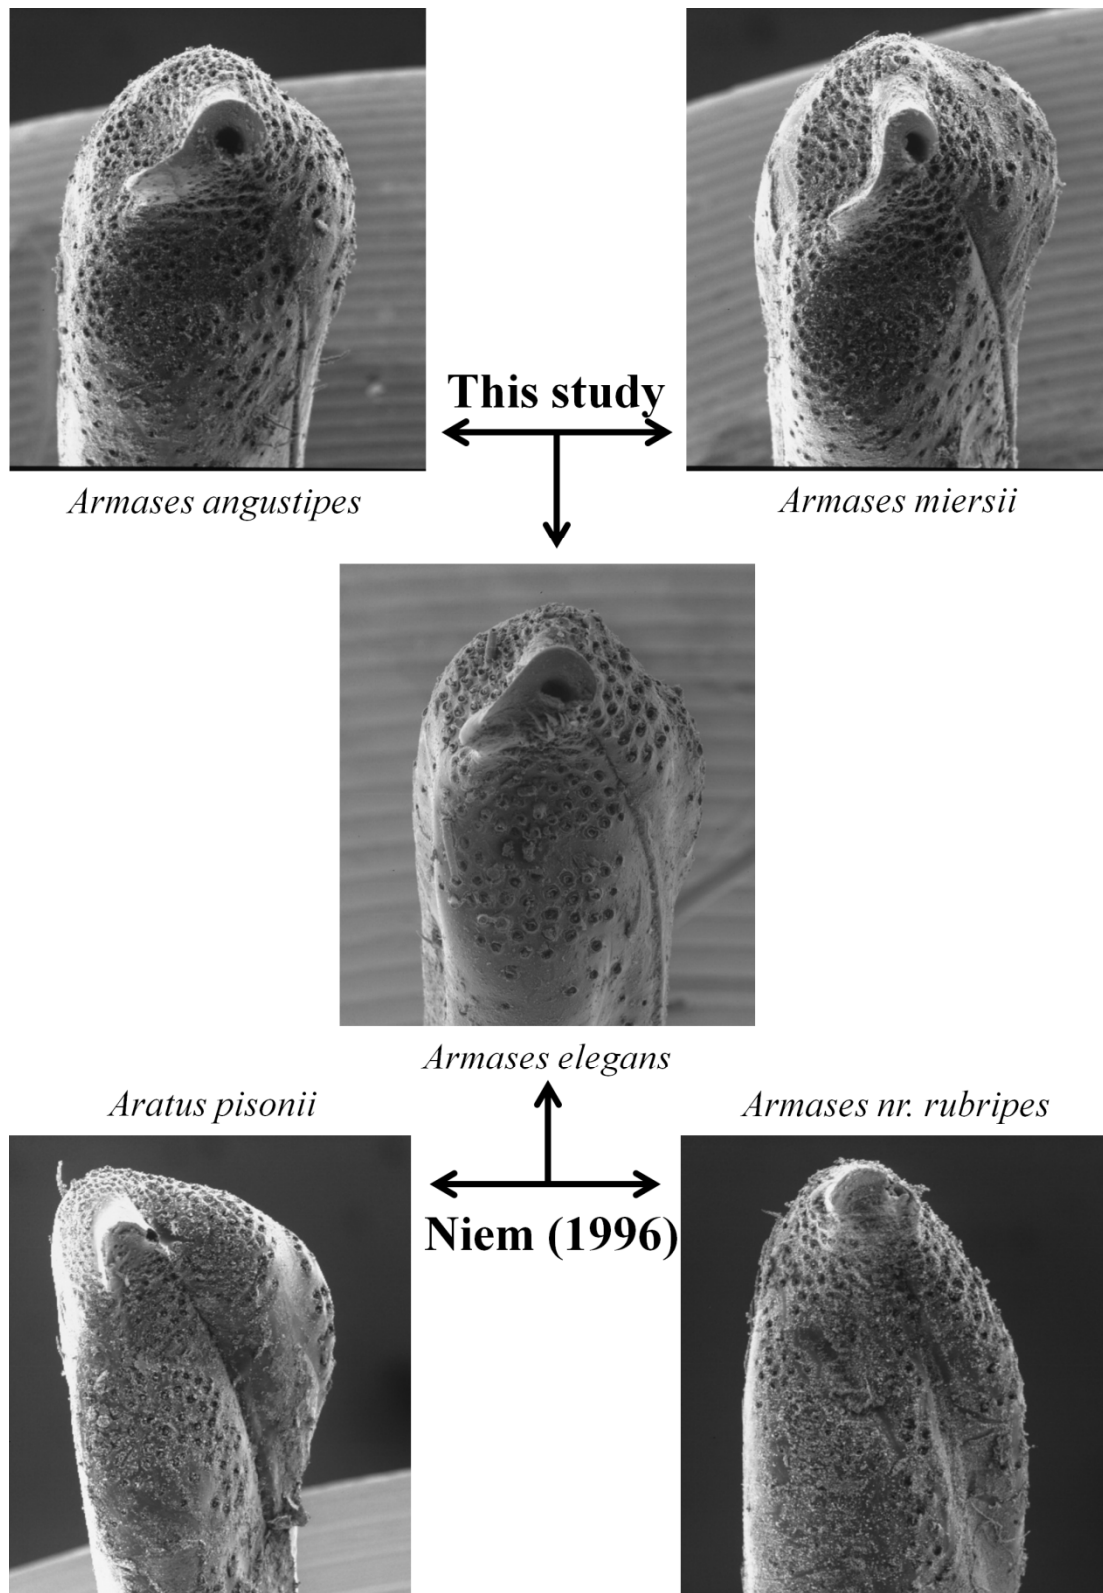 This study
Armases angustipes
Armases miersii
Armases elegans
Aratus pisonii
Armases nr. rubripes
Niem (1996)